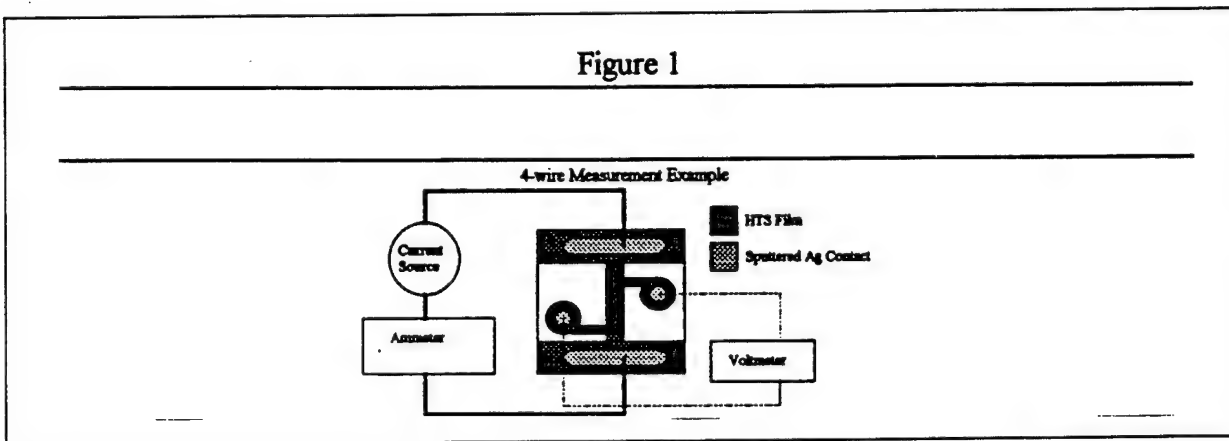 Figure 1
4-wire Measurement Example
HTS Film
Sputtered Ag Contact
Current
Source
Ammeter
Voltmeter